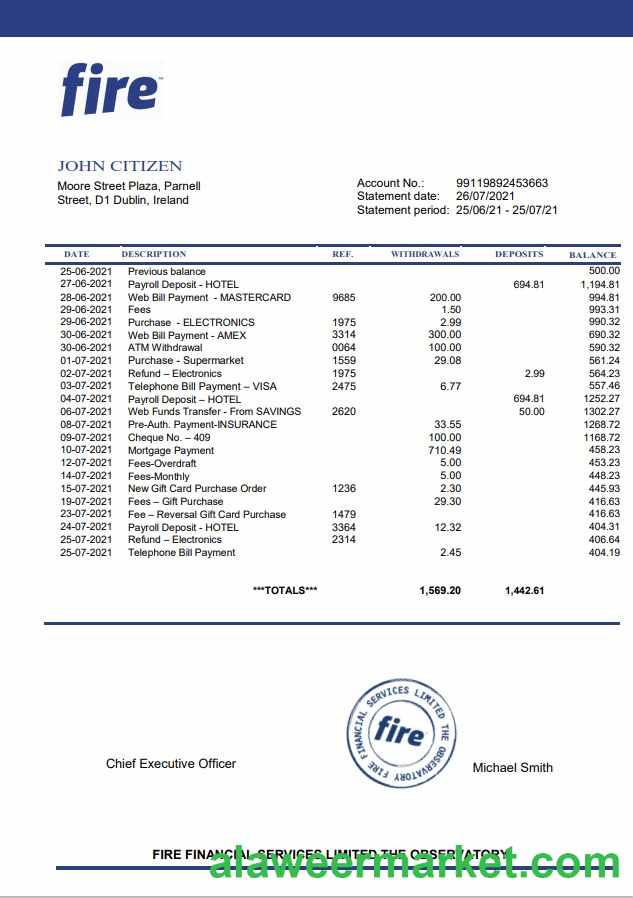 fire™
JOHN CITIZEN
Moore Street Plaza, Parnell
Street, D1 Dublin, Ireland
Account No.: 99119892453663
Statement date: 26/07/2021
Statement period: 25/06/21 - 25/07/21
DATE DESCRIPTION REF. WITHDRAWALS DEPOSITS BALANCE
25-06-2021 Previous balance 500.00
27-06-2021 Payroll Deposit - HOTEL 694.81 1,194.81
28-06-2021 Web Bill Payment - MASTERCARD 9685 200.00 994.81
29-06-2021 Fees 1.50 993.31
29-06-2021 Purchase - ELECTRONICS 1975 2.99 990.32
30-06-2021 Web Bill Payment - AMEX 3314 300.00 690.32
30-06-2021 ATM Withdrawal 0064 100.00 590.32
01-07-2021 Purchase - Supermarket 1559 29.08 561.24
02-07-2021 Refund – Electronics 1975 2.99 564.23
03-07-2021 Telephone Bill Payment – VISA 2475 6.77 557.46
04-07-2021 Payroll Deposit – HOTEL 694.81 1252.27
06-07-2021 Web Funds Transfer - From SAVINGS 2620 50.00 1302.27
08-07-2021 Pre-Auth. Payment-INSURANCE 33.55 1268.72
09-07-2021 Cheque No. – 409 100.00 1168.72
10-07-2021 Mortgage Payment 710.49 458.23
12-07-2021 Fees-Overdraft 5.00 453.23
14-07-2021 Fees-Monthly 5.00 448.23
15-07-2021 New Gift Card Purchase Order 1236 2.30 445.93
19-07-2021 Fees – Gift Purchase 29.30 416.63
23-07-2021 Fee – Reversal Gift Card Purchase 1479 416.63
24-07-2021 Payroll Deposit - HOTEL 3364 12.32 404.31
25-07-2021 Refund – Electronics 2314 406.64
25-07-2021 Telephone Bill Payment 2.45 404.19
***TOTALS*** 1,569.20 1,442.61
FIRE FINANCIAL SERVICES LIMITED THE OBSERVATORY
fire
Chief Executive Officer
Michael Smith
FIRE FINANCIAL SERVICES LIMITED THE OBSERVATORY
alaweermarket.com